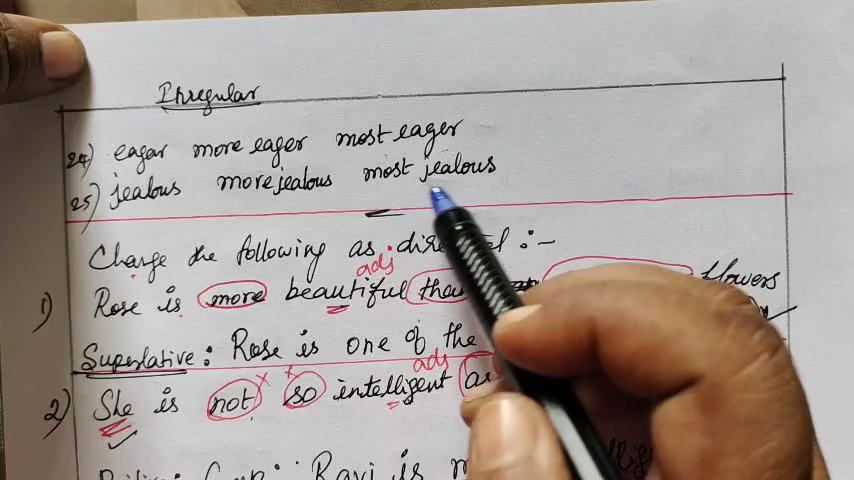 Irregular
24) eagar more eager most eager
25) jealous more jealous most jealous
Change the following as directed :-
adj
1) Rose is more beautiful than flowers
Superlative : Rose is one of the
adj
2) She is not so intelligent as
Ravi is